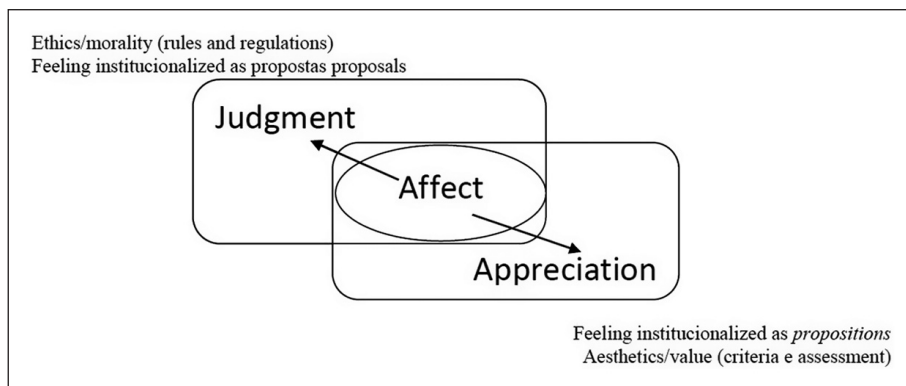 Ethics/morality (rules and regulations)
Feeling institucionalized as propostas proposals
Judgment
Affect
Appreciation
Feeling institucionalized as propositions
Aesthetics/value (criteria e assessment)